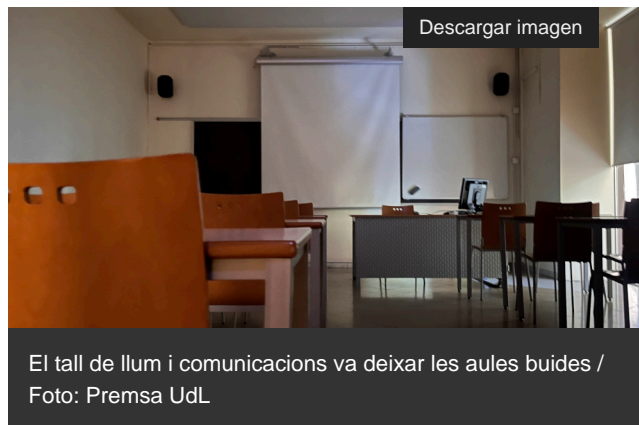 Descargar imagen
El tall de llum i comunicacions va deixar les aules buides /
Foto: Premsa UdL